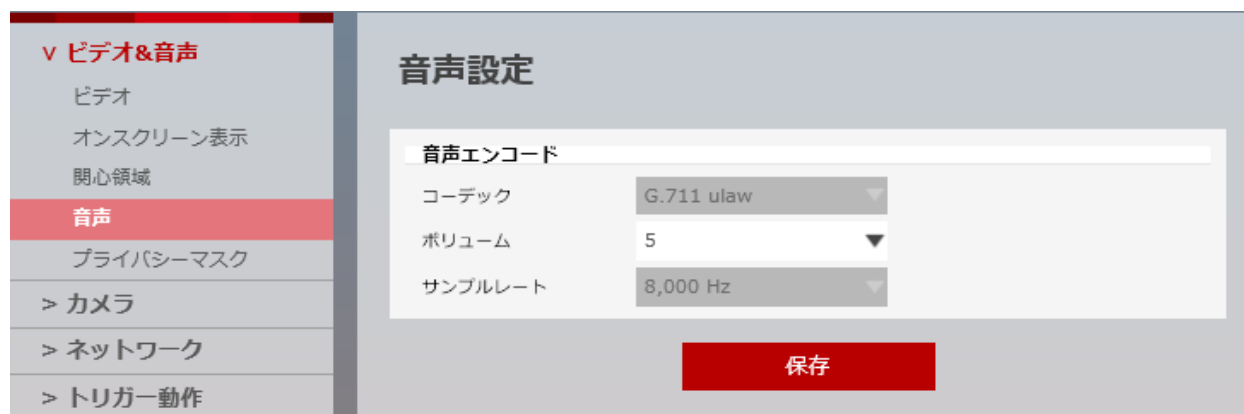 v ビデオ&音声
ビデオ
オンスクリーン表示
関心領域
音声
プライバシーマスク
> カメラ
> ネットワーク
> トリガー動作
音声設定
音声エンコード
コーデック G.711 ulaw
ボリューム 5
サンプルレート 8,000 Hz
保存